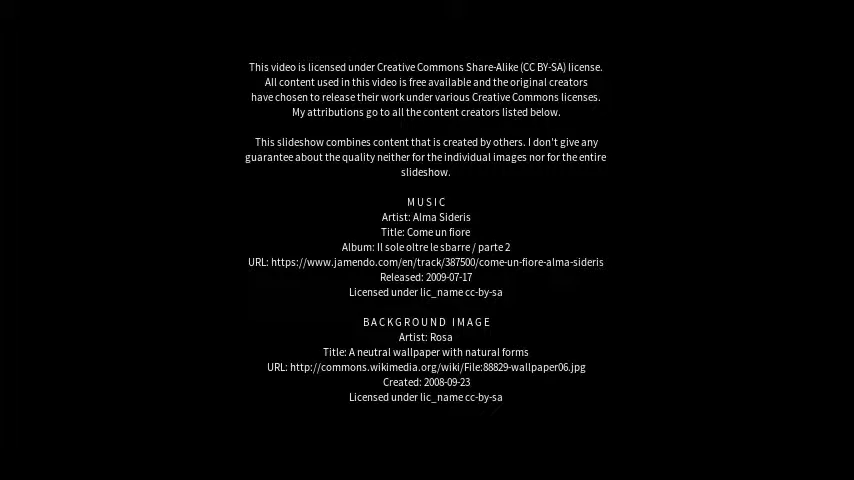 This video is licensed under Creative Commons Share-Alike (CC BY-SA) license.
All content used in this video is free available and the original creators
have chosen to release their work under various Creative Commons licenses.
My attributions go to all the content creators listed below.
This slideshow combines content that is created by others. I don't give any
guarantee about the quality neither for the individual images nor for the entire
slideshow.
MUSIC
Artist: Alma Sideris
Title: Come un fiore
Album: Il sole oltre le sbarre / parte 2
URL: https://www.jamendo.com/en/track/387500/come-un-fiore-alma-sideris
Released: 2009-07-17
Licensed under lic_name cc-by-sa
BACKGROUND IMAGE
Artist: Rosa
Title: A neutral wallpaper with natural forms
URL: http://commons.wikimedia.org/wiki/File:88829-wallpaper06.jpg
Created: 2008-09-23
Licensed under lic_name cc-by-sa